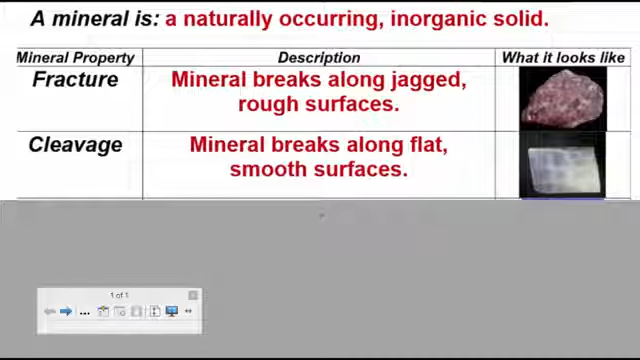 A mineral is: a naturally occurring, inorganic solid.
Mineral Property Description What it looks like
Fracture Mineral breaks along jagged,
rough surfaces.
Cleavage Mineral breaks along flat,
smooth surfaces.
1 of 1
...